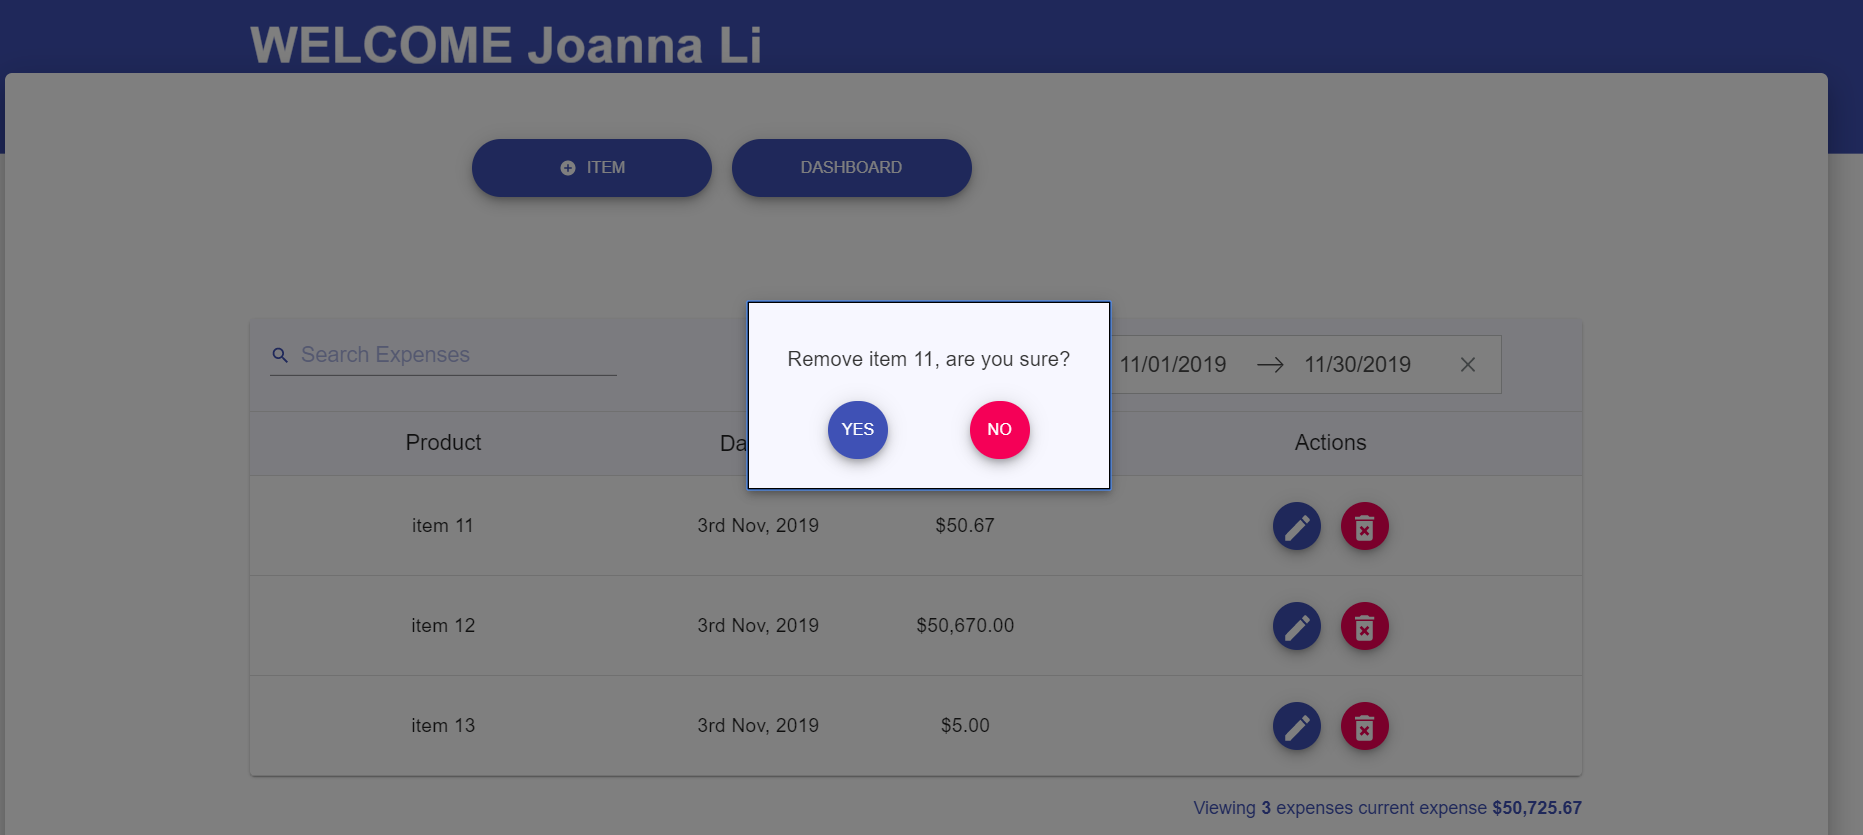 WELCOME Joanna Li
ITEM
DASHBOARD
Search Expenses
11/01/2019
11/30/2019
Remove item 11, are you sure?
YES
NO
Product
Da
Actions
item 11
3rd Nov, 2019
$50.67
item 12
3rd Nov, 2019
$50,670.00
item 13
3rd Nov, 2019
$5.00
Viewing 3 expenses current expense $50,725.67